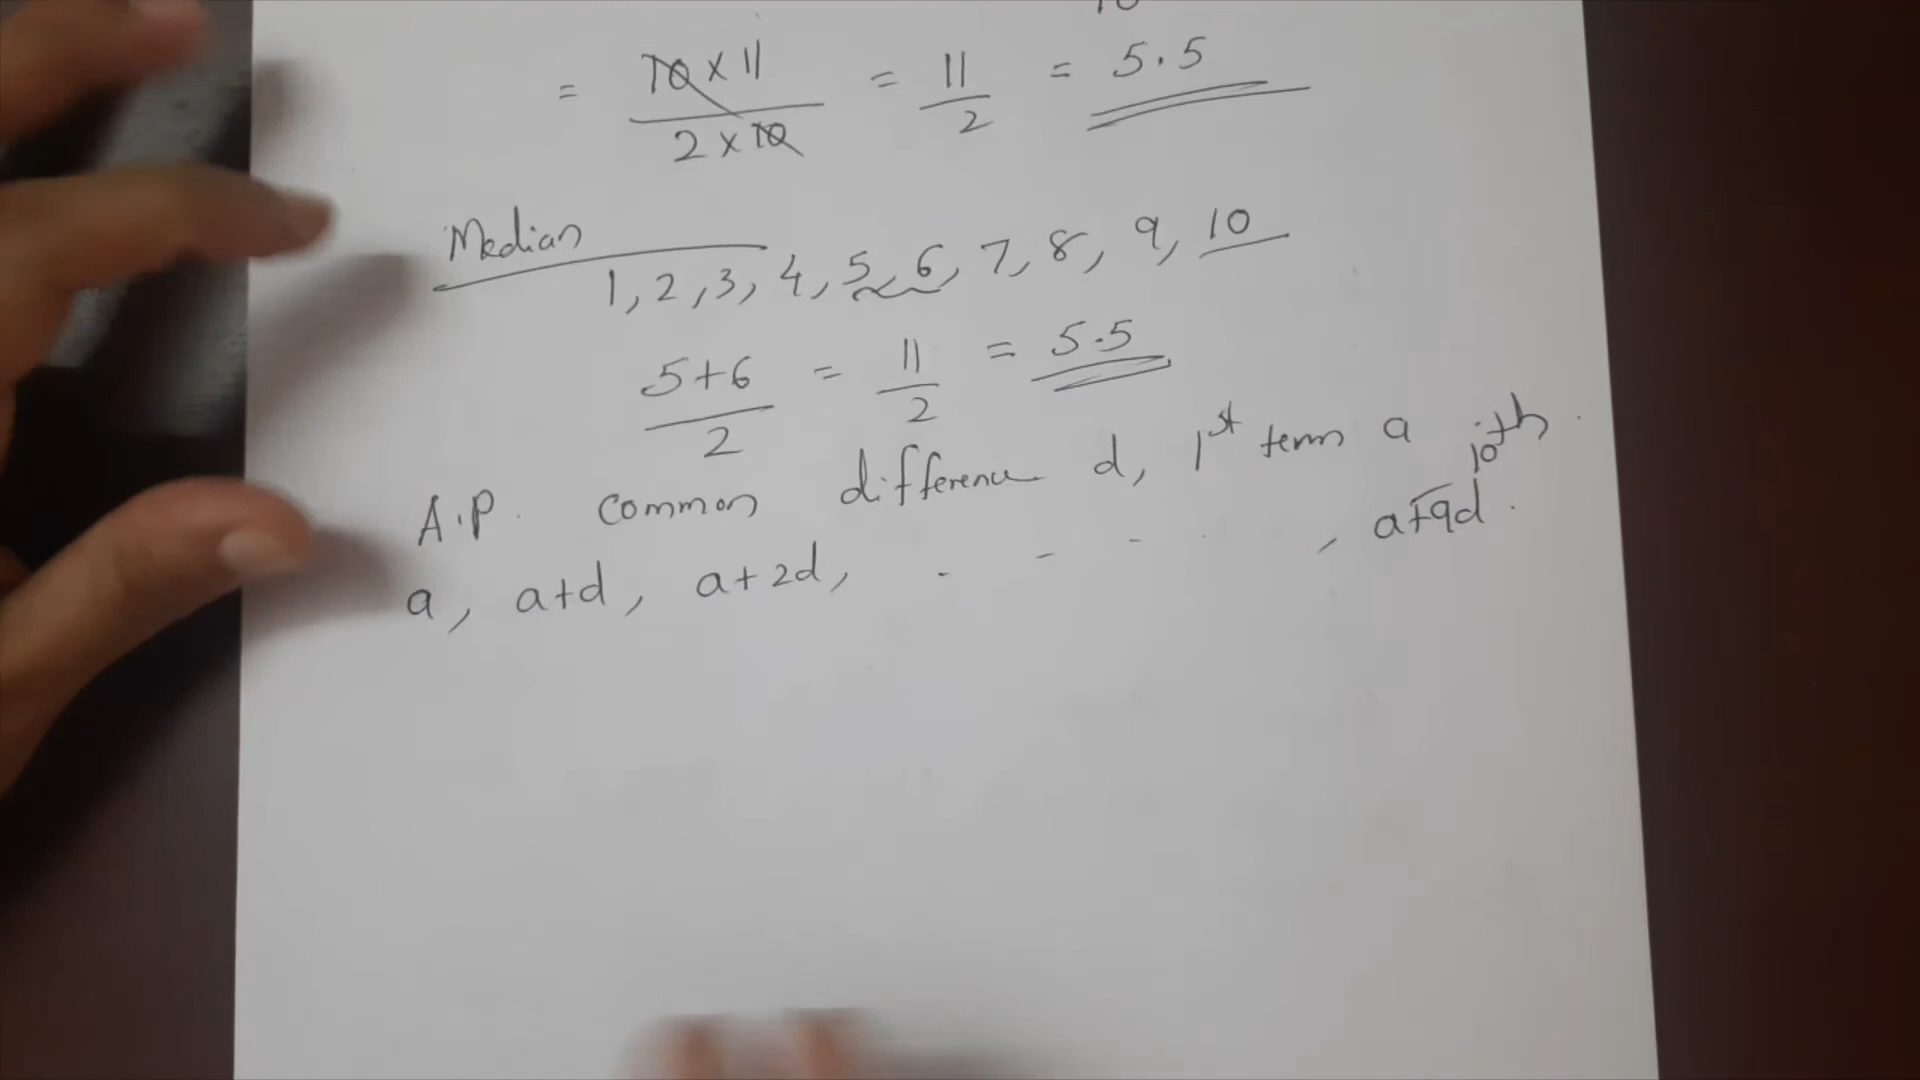 = 10 × 11 / 2 × 10 = 11 / 2 = 5.5
Median
1, 2, 3, 4, 5, 6, 7, 8, 9, 10
5+6 / 2 = 11 / 2 = 5.5
A.P. common difference d, 1st term a 10th
a, a+d, a+2d, . - - . , a+9d.